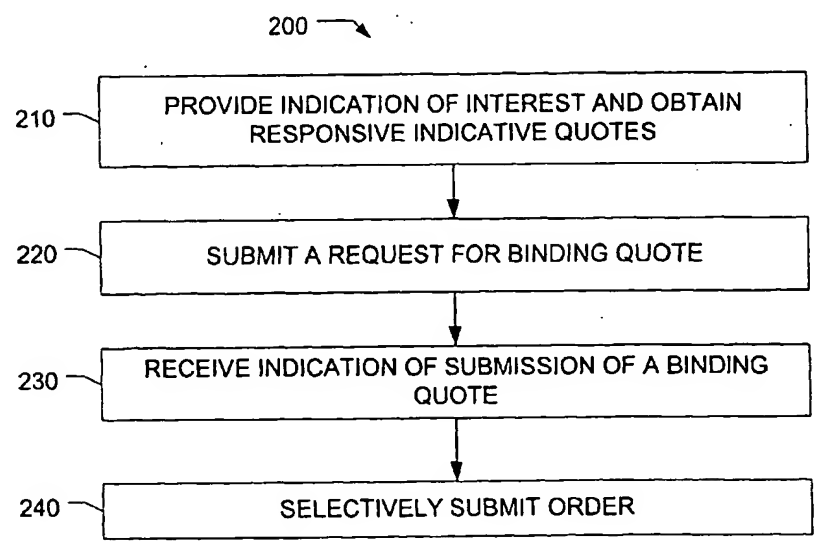 200
210
PROVIDE INDICATION OF INTEREST AND OBTAIN
RESPONSIVE INDICATIVE QUOTES
220
SUBMIT A REQUEST FOR BINDING QUOTE
230
RECEIVE INDICATION OF SUBMISSION OF A BINDING
QUOTE
240
SELECTIVELY SUBMIT ORDER